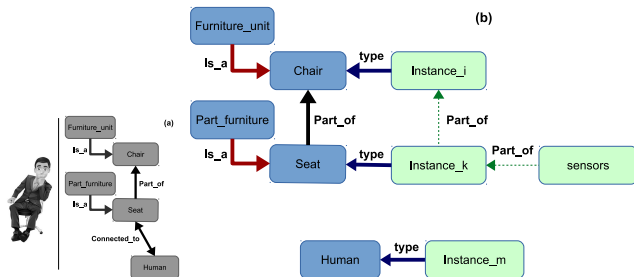 (b)
Furniture_unit
Is_a
Chair
type
Instance_i
Part_furniture
Part_of
Part_of
Is_a
Seat
type
Instance_k
Part_of
sensors
Human
type
Instance_m
(a)
Furniture_unit
Is_a
Chair
Part_furniture
Part_of
Is_a
Seat
Connected_to
Human